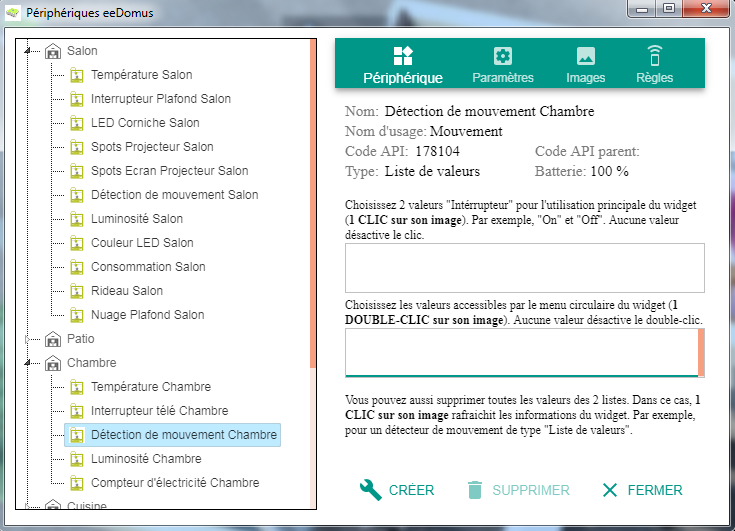 Périphériques eeDomus
Salon
Température Salon
Interrupteur Plafond Salon
LED Corniche Salon
Spots Projecteur Salon
Spots Ecran Projecteur Salon
Détection de mouvement Salon
Luminosité Salon
Couleur LED Salon
Consommation Salon
Rideau Salon
Nuage Plafond Salon
Patio
Chambre
Température Chambre
Interrupteur télé Chambre
Détection de mouvement Chambre
Luminosité Chambre
Compteur d'électricité Chambre
Cuisine
Périphérique Paramètres Images Règles
Nom: Détection de mouvement Chambre
Nom d'usage: Mouvement
Code API: 178104 Code API parent:
Type: Liste de valeurs Batterie: 100 %
Choisissez 2 valeurs "Intérrupteur" pour l'utilisation principale du widget
(1 CLIC sur son image). Par exemple, "On" et "Off". Aucune valeur
désactive le clic.
Choisissez les valeurs accessibles par le menu circulaire du widget (1
DOUBLE-CLIC sur son image). Aucune valeur désactive le double-clic.
Vous pouvez aussi supprimer toutes les valeurs des 2 listes. Dans ce cas, 1
CLIC sur son image rafraichit les informations du widget. Par exemple,
pour un détecteur de mouvement de type "Liste de valeurs".
CRÉER SUPPRIMER FERMER